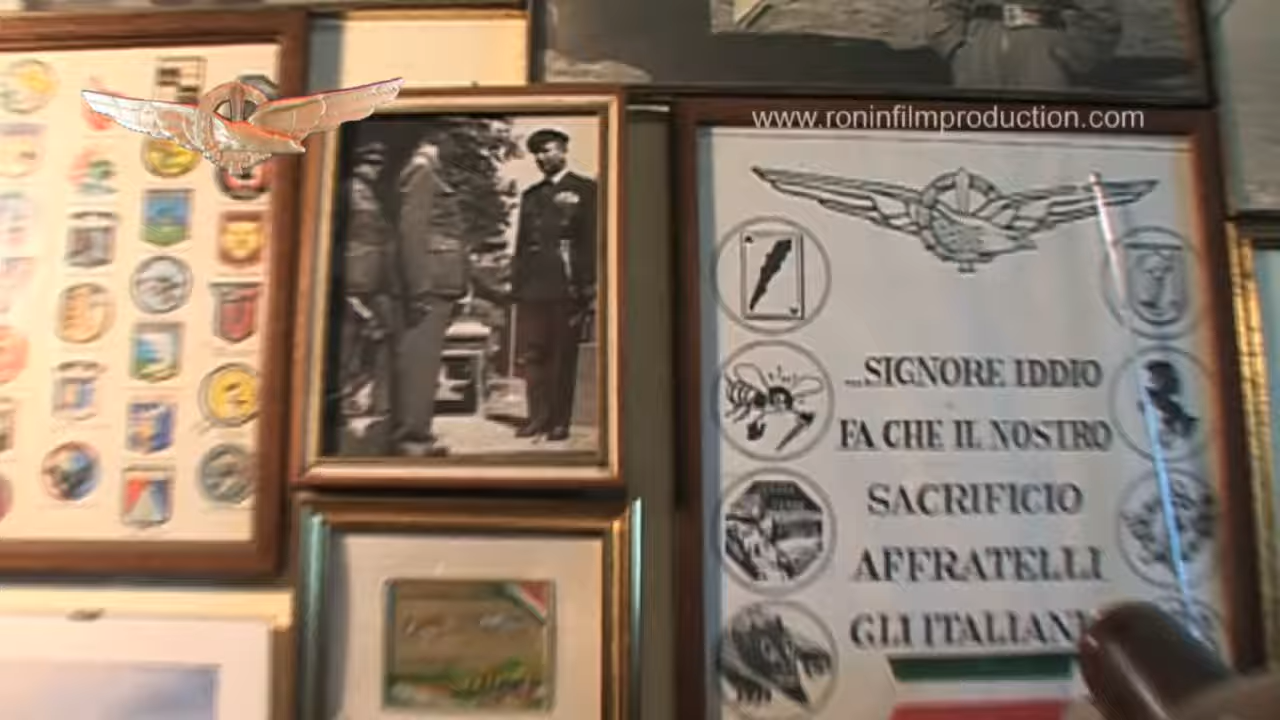 www.roninfilmproduction.com
...SIGNORE IDDIO
FA CHE IL NOSTRO
SACRIFICIO
AFFRATELLI
GLI ITALIANI